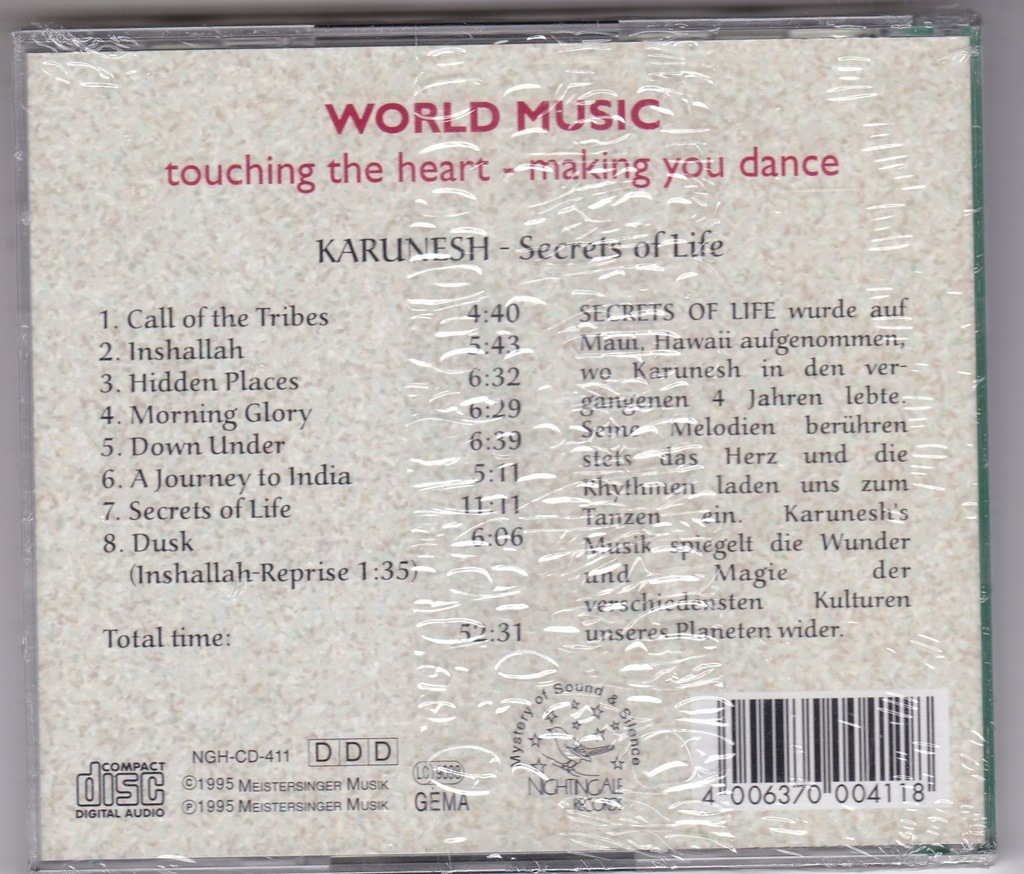 WORLD MUSIC
touching the heart - making you dance
KARUNESH - Secrets of Life
1. Call of the Tribes 4:40
2. Inshallah 5:43
3. Hidden Places 6:32
4. Morning Glory 6:29
5. Down Under 6:39
6. A Journey to India 5:11
7. Secrets of Life 11:11
8. Dusk 6:06
(Inshallah-Reprise 1:35)
Total time: 52:31
SECRETS OF LIFE wurde auf
Maui, Hawaii aufgenommen,
wo Karunesh in den ver-
gangenen 4 Jahren lebte.
Seine Melodien berühren
stets das Herz und die
Rhythmen laden uns zum
Tanzen ein. Karunesh's
Musik spiegelt die Wunder
und Magie der
verschiedensten Kulturen
unseres Planeten wider.
COMPACT
disc
DIGITAL AUDIO
NGH-CD-411 DDD
©1995 MEISTERSINGER MUSIK
℗1995 MEISTERSINGER MUSIK
LC
GEMA
Mystery of Sound & Silence
NIGHTINGALE
RECORDS
4 006370 004118